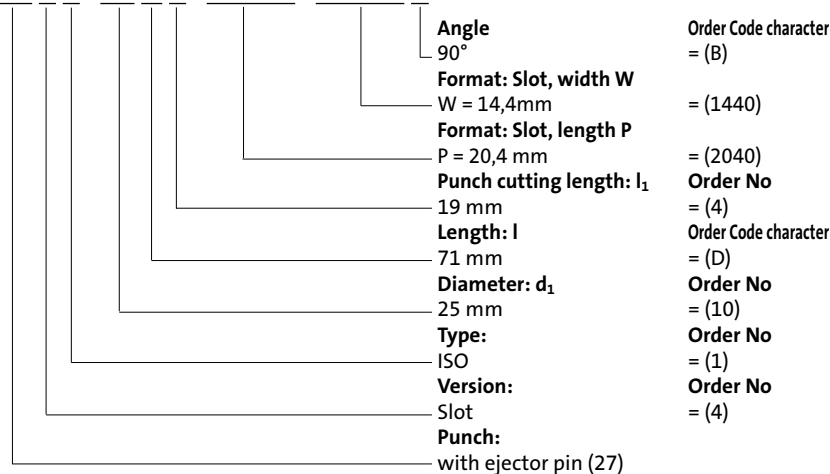 Angle Order Code character
90° = (B)
Format: Slot, width W
W = 14,4mm = (1440)
Format: Slot, length P
P = 20,4 mm = (2040)
Punch cutting length: l₁ Order No
19 mm = (4)
Length: l Order Code character
71 mm = (D)
Diameter: d₁ Order No
25 mm = (10)
Type: Order No
ISO = (1)
Version: Order No
Slot = (4)
Punch:
with ejector pin (27)